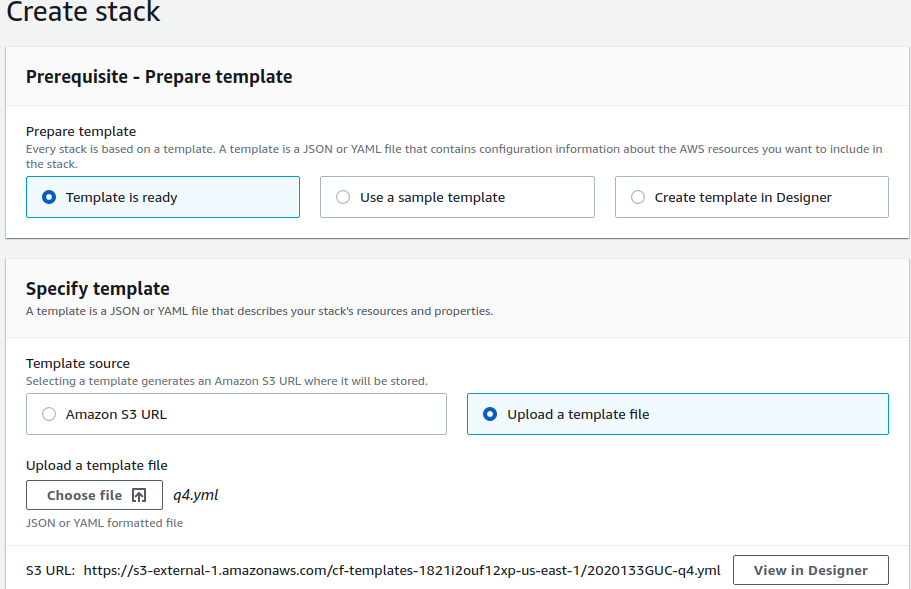 Create stack
Prerequisite - Prepare template
Prepare template
Every stack is based on a template. A template is a JSON or YAML file that contains configuration information about the AWS resources you want to include in
the stack.
Template is ready
Use a sample template
Create template in Designer
Specify template
A template is a JSON or YAML file that describes your stack's resources and properties.
Template source
Selecting a template generates an Amazon S3 URL where it will be stored.
Amazon S3 URL
Upload a template file
Upload a template file
Choose file q4.yml
JSON or YAML formatted file
S3 URL: https://s3-external-1.amazonaws.com/cf-templates-1821i2ouf12xp-us-east-1/2020133GUC-q4.yml
View in Designer